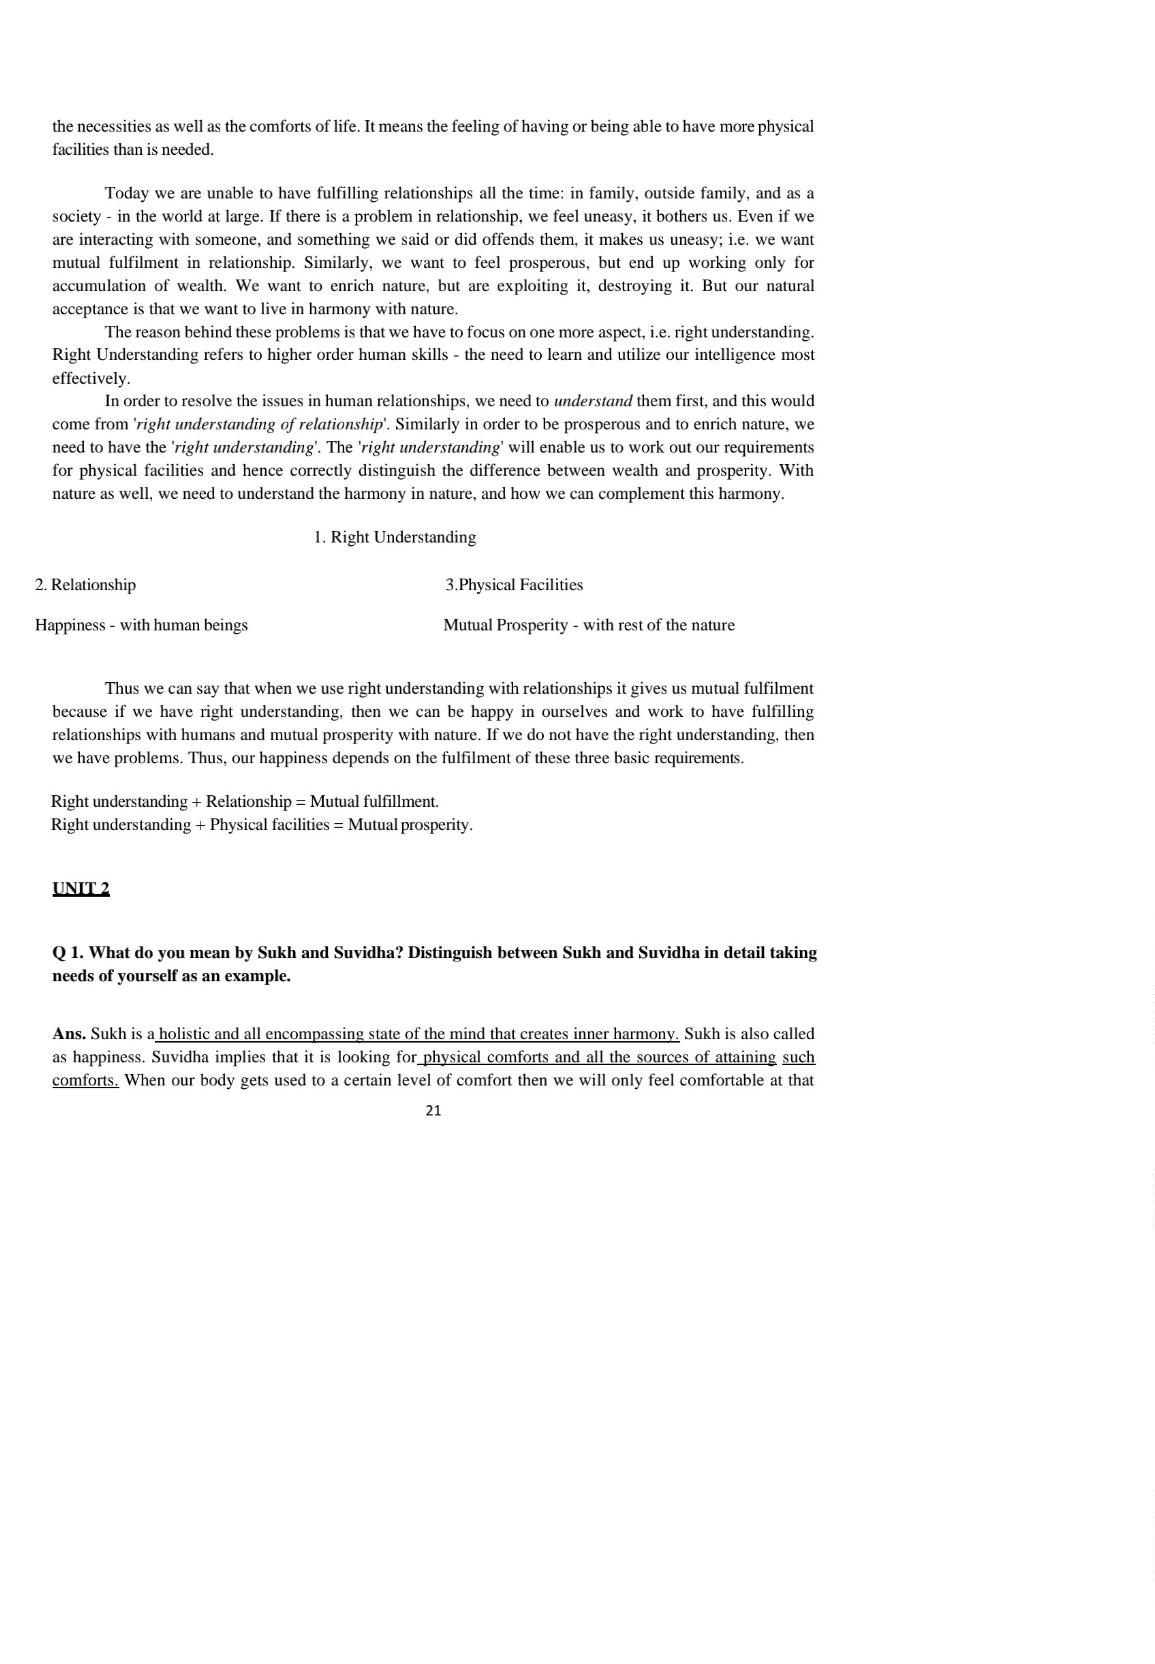 the necessities as well as the comforts of life. It means the feeling of having or being able to have more physical
facilities than is needed.
Today we are unable to have fulfilling relationships all the time: in family, outside family, and as a
society - in the world at large. If there is a problem in relationship, we feel uneasy, it bothers us. Even if we
are interacting with someone, and something we said or did offends them, it makes us uneasy; i.e. we want
mutual fulfilment in relationship. Similarly, we want to feel prosperous, but end up working only for
accumulation of wealth. We want to enrich nature, but are exploiting it, destroying it. But our natural
acceptance is that we want to live in harmony with nature.
The reason behind these problems is that we have to focus on one more aspect, i.e. right understanding.
Right Understanding refers to higher order human skills - the need to learn and utilize our intelligence most
effectively.
In order to resolve the issues in human relationships, we need to understand them first, and this would
come from 'right understanding of relationship'. Similarly in order to be prosperous and to enrich nature, we
need to have the 'right understanding'. The 'right understanding' will enable us to work out our requirements
for physical facilities and hence correctly distinguish the difference between wealth and prosperity. With
nature as well, we need to understand the harmony in nature, and how we can complement this harmony.
1. Right Understanding
2. Relationship 3.Physical Facilities
Happiness - with human beings Mutual Prosperity - with rest of the nature
Thus we can say that when we use right understanding with relationships it gives us mutual fulfilment
because if we have right understanding, then we can be happy in ourselves and work to have fulfilling
relationships with humans and mutual prosperity with nature. If we do not have the right understanding, then
we have problems. Thus, our happiness depends on the fulfilment of these three basic requirements.
Right understanding + Relationship = Mutual fulfillment.
Right understanding + Physical facilities = Mutual prosperity.
UNIT 2
Q 1. What do you mean by Sukh and Suvidha? Distinguish between Sukh and Suvidha in detail taking
needs of yourself as an example.
Ans. Sukh is a holistic and all encompassing state of the mind that creates inner harmony. Sukh is also called
as happiness. Suvidha implies that it is looking for physical comforts and all the sources of attaining such
comforts. When our body gets used to a certain level of comfort then we will only feel comfortable at that
21